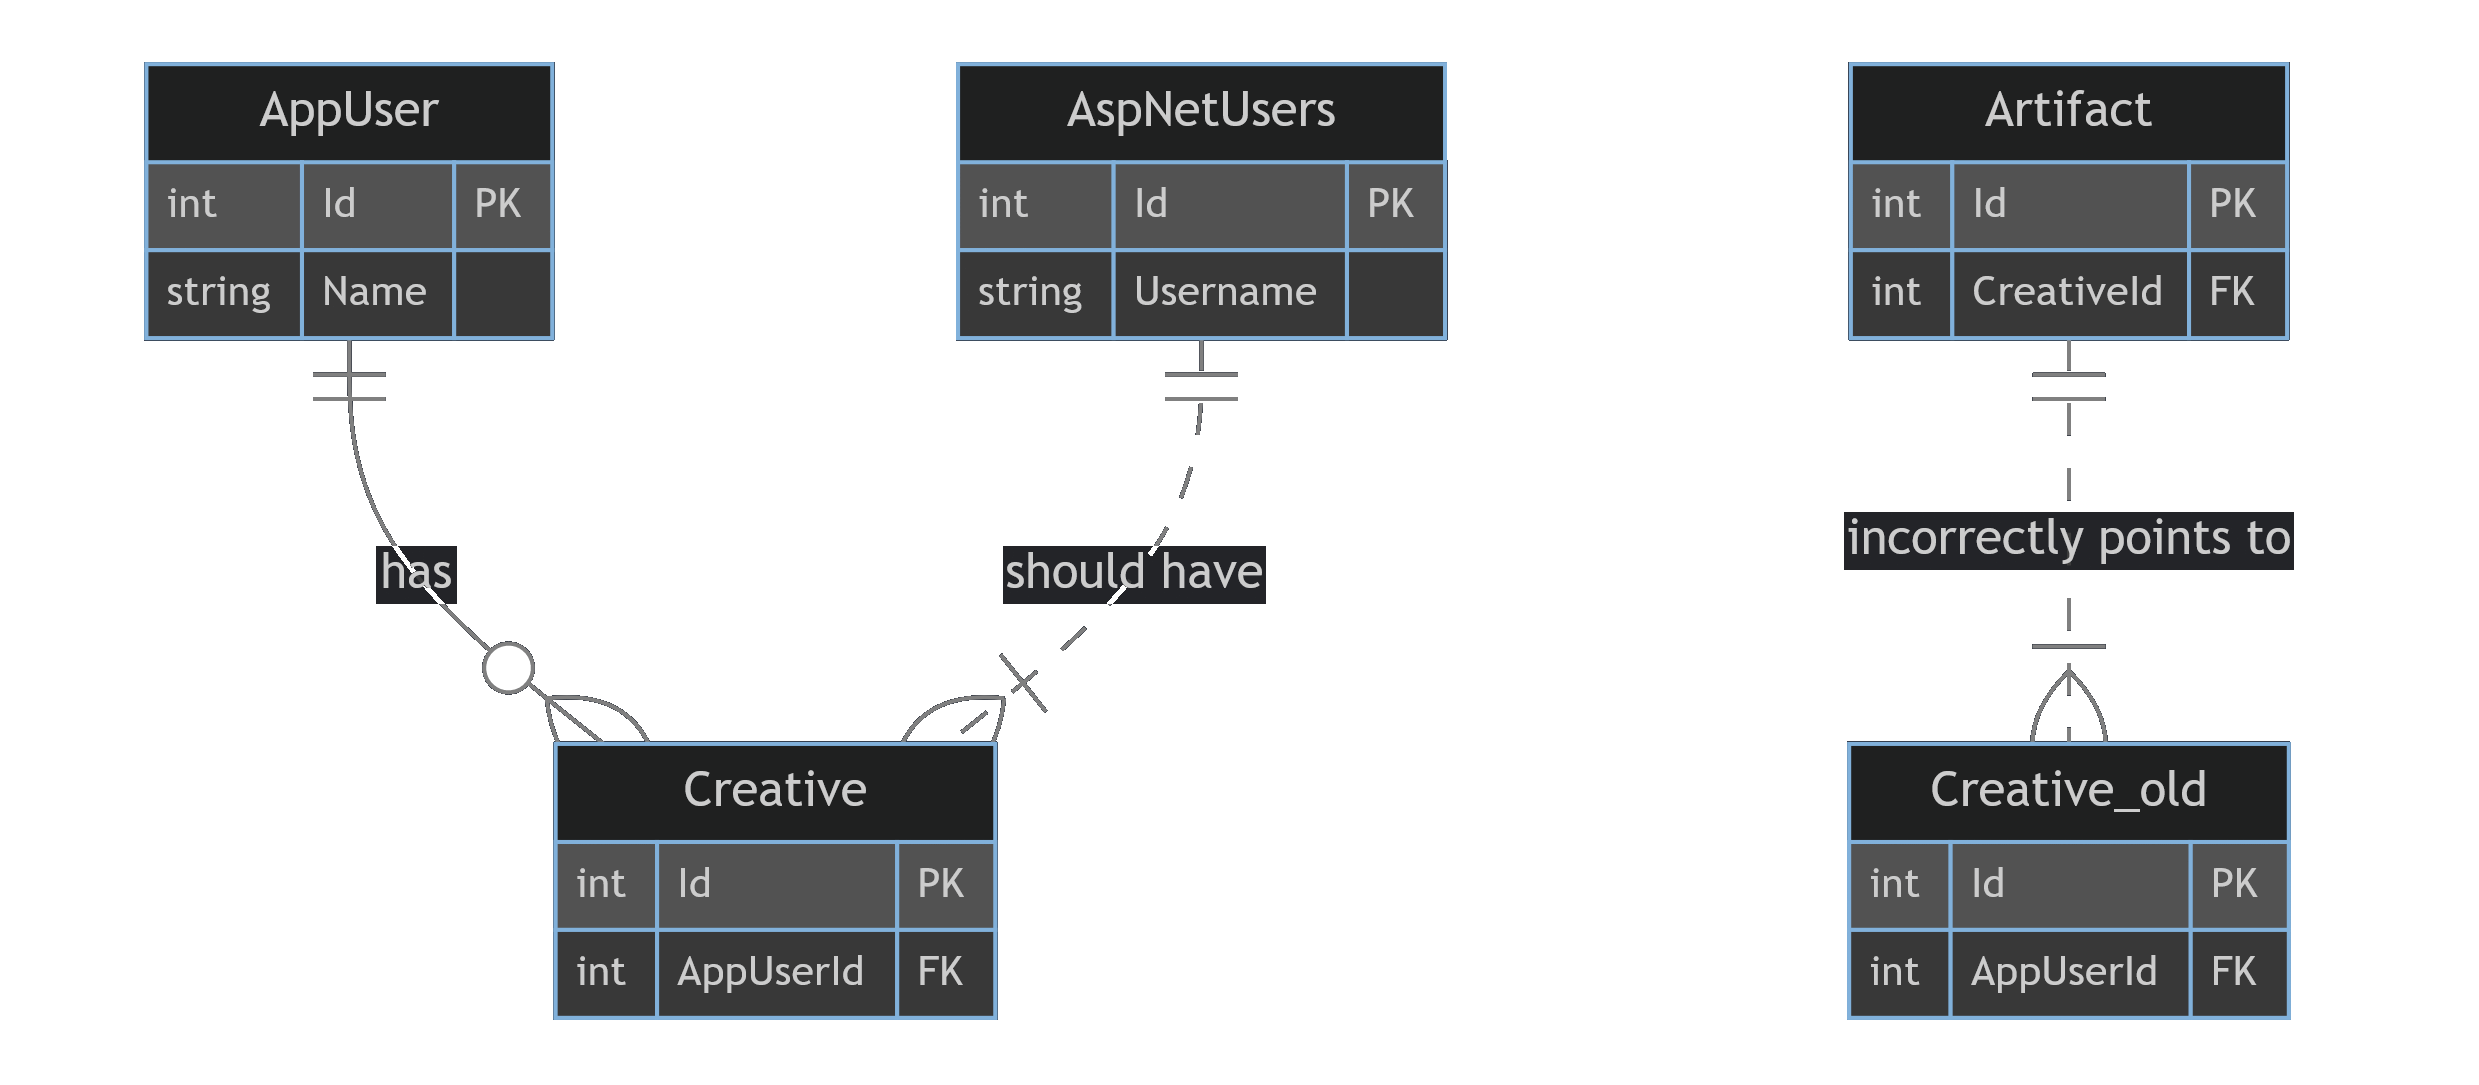 AppUser
int Id PK
string Name
AspNetUsers
int Id PK
string Username
Artifact
int Id PK
int CreativeId FK
has
should have
incorrectly points to
Creative
int Id PK
int AppUserId FK
Creative_old
int Id PK
int AppUserId FK